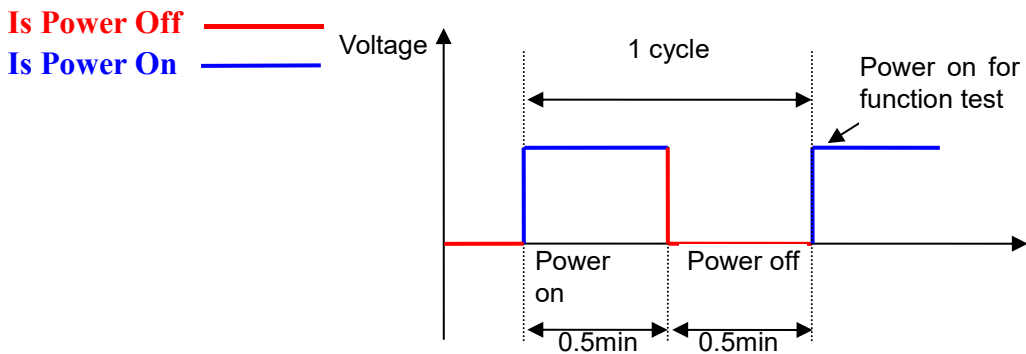 Is Power Off
Is Power On
Voltage
1 cycle
Power on for
function test
Power
on
Power off
0.5min
0.5min